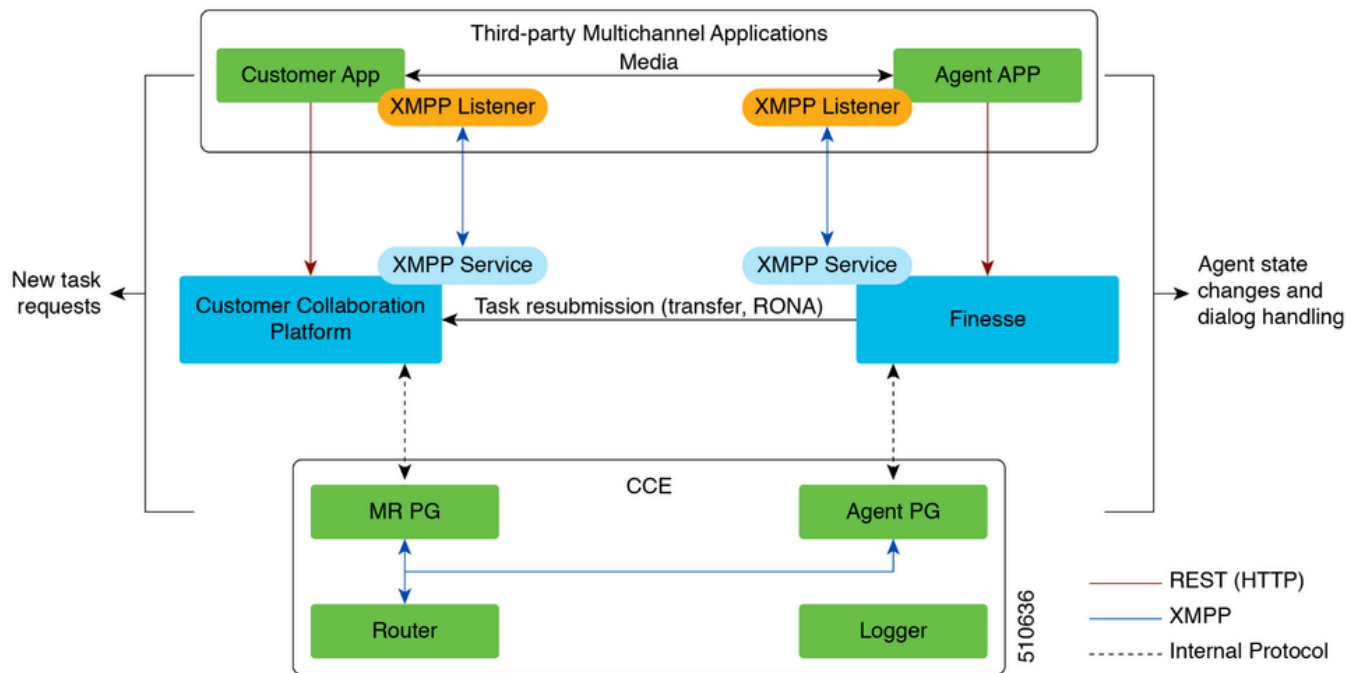 Third-party Multichannel Applications
Customer App
Media
Agent APP
XMPP Listener
XMPP Listener
New task
requests
XMPP Service
XMPP Service
Customer Collaboration
Platform
Task resubmission (transfer, RONA)
Finesse
Agent state
changes and
dialog handling
CCE
MR PG
Agent PG
Router
Logger
510636
REST (HTTP)
XMPP
Internal Protocol